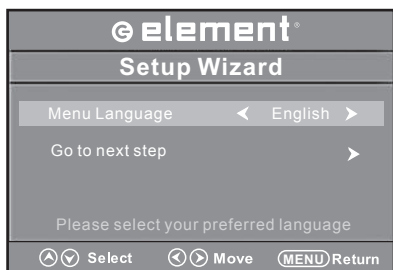 element®
Setup Wizard
Menu Language English
Go to next step
Please select your preferred language
Select Move MENU Return